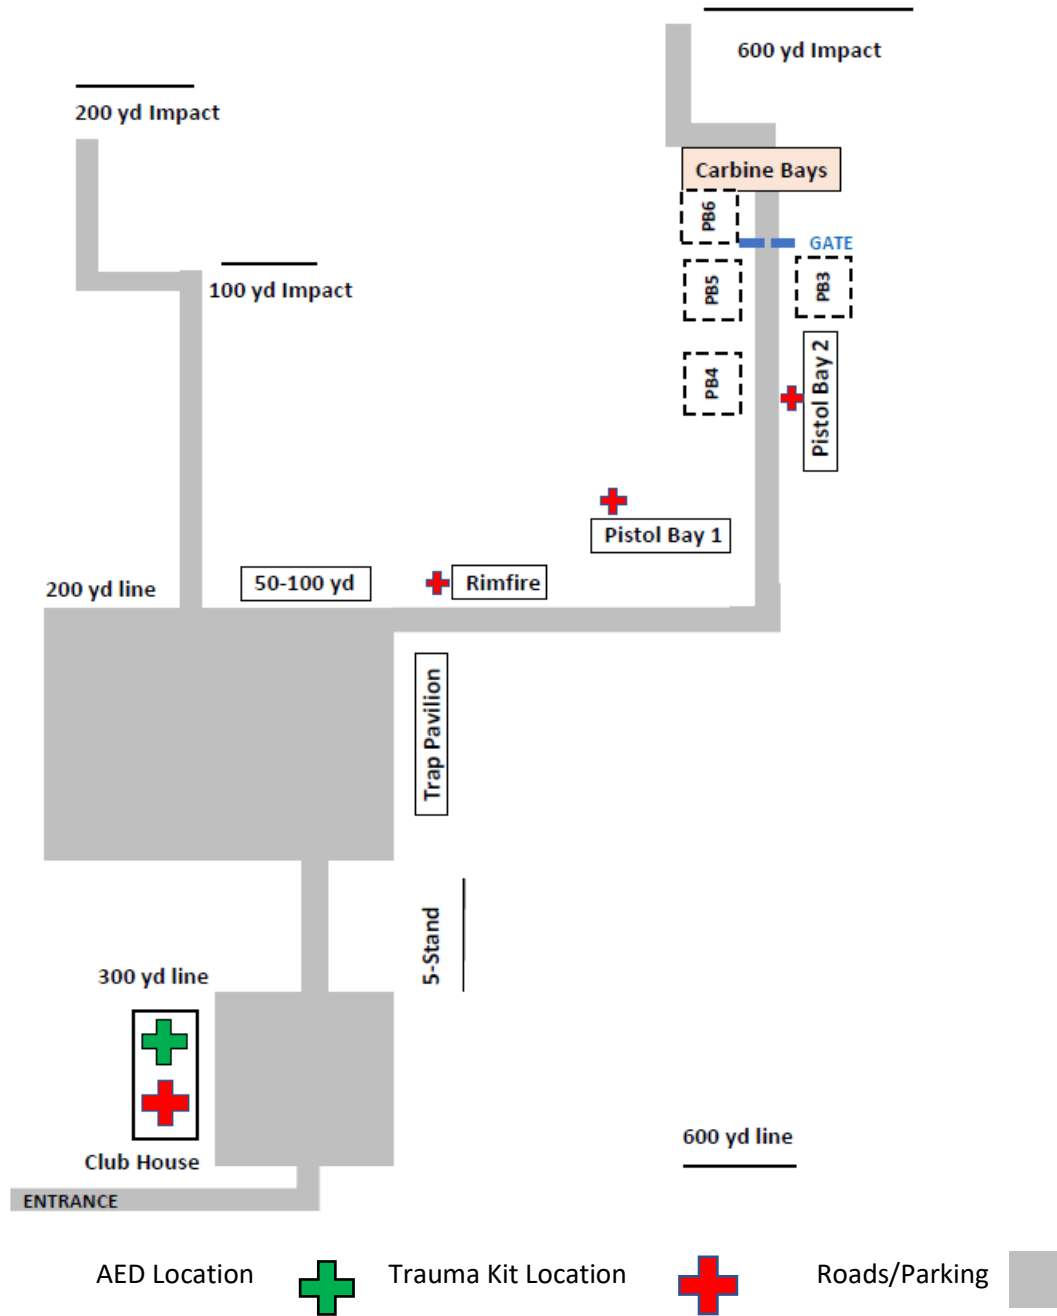 600 yd Impact
200 yd Impact
Carbine Bays
PB6
GATE
100 yd Impact
PB5
PB3
PB4
Pistol Bay 2
Pistol Bay 1
200 yd line
50-100 yd
Rimfire
Trap Pavilion
5-Stand
300 yd line
600 yd line
Club House
ENTRANCE
AED Location
Trauma Kit Location
Roads/Parking